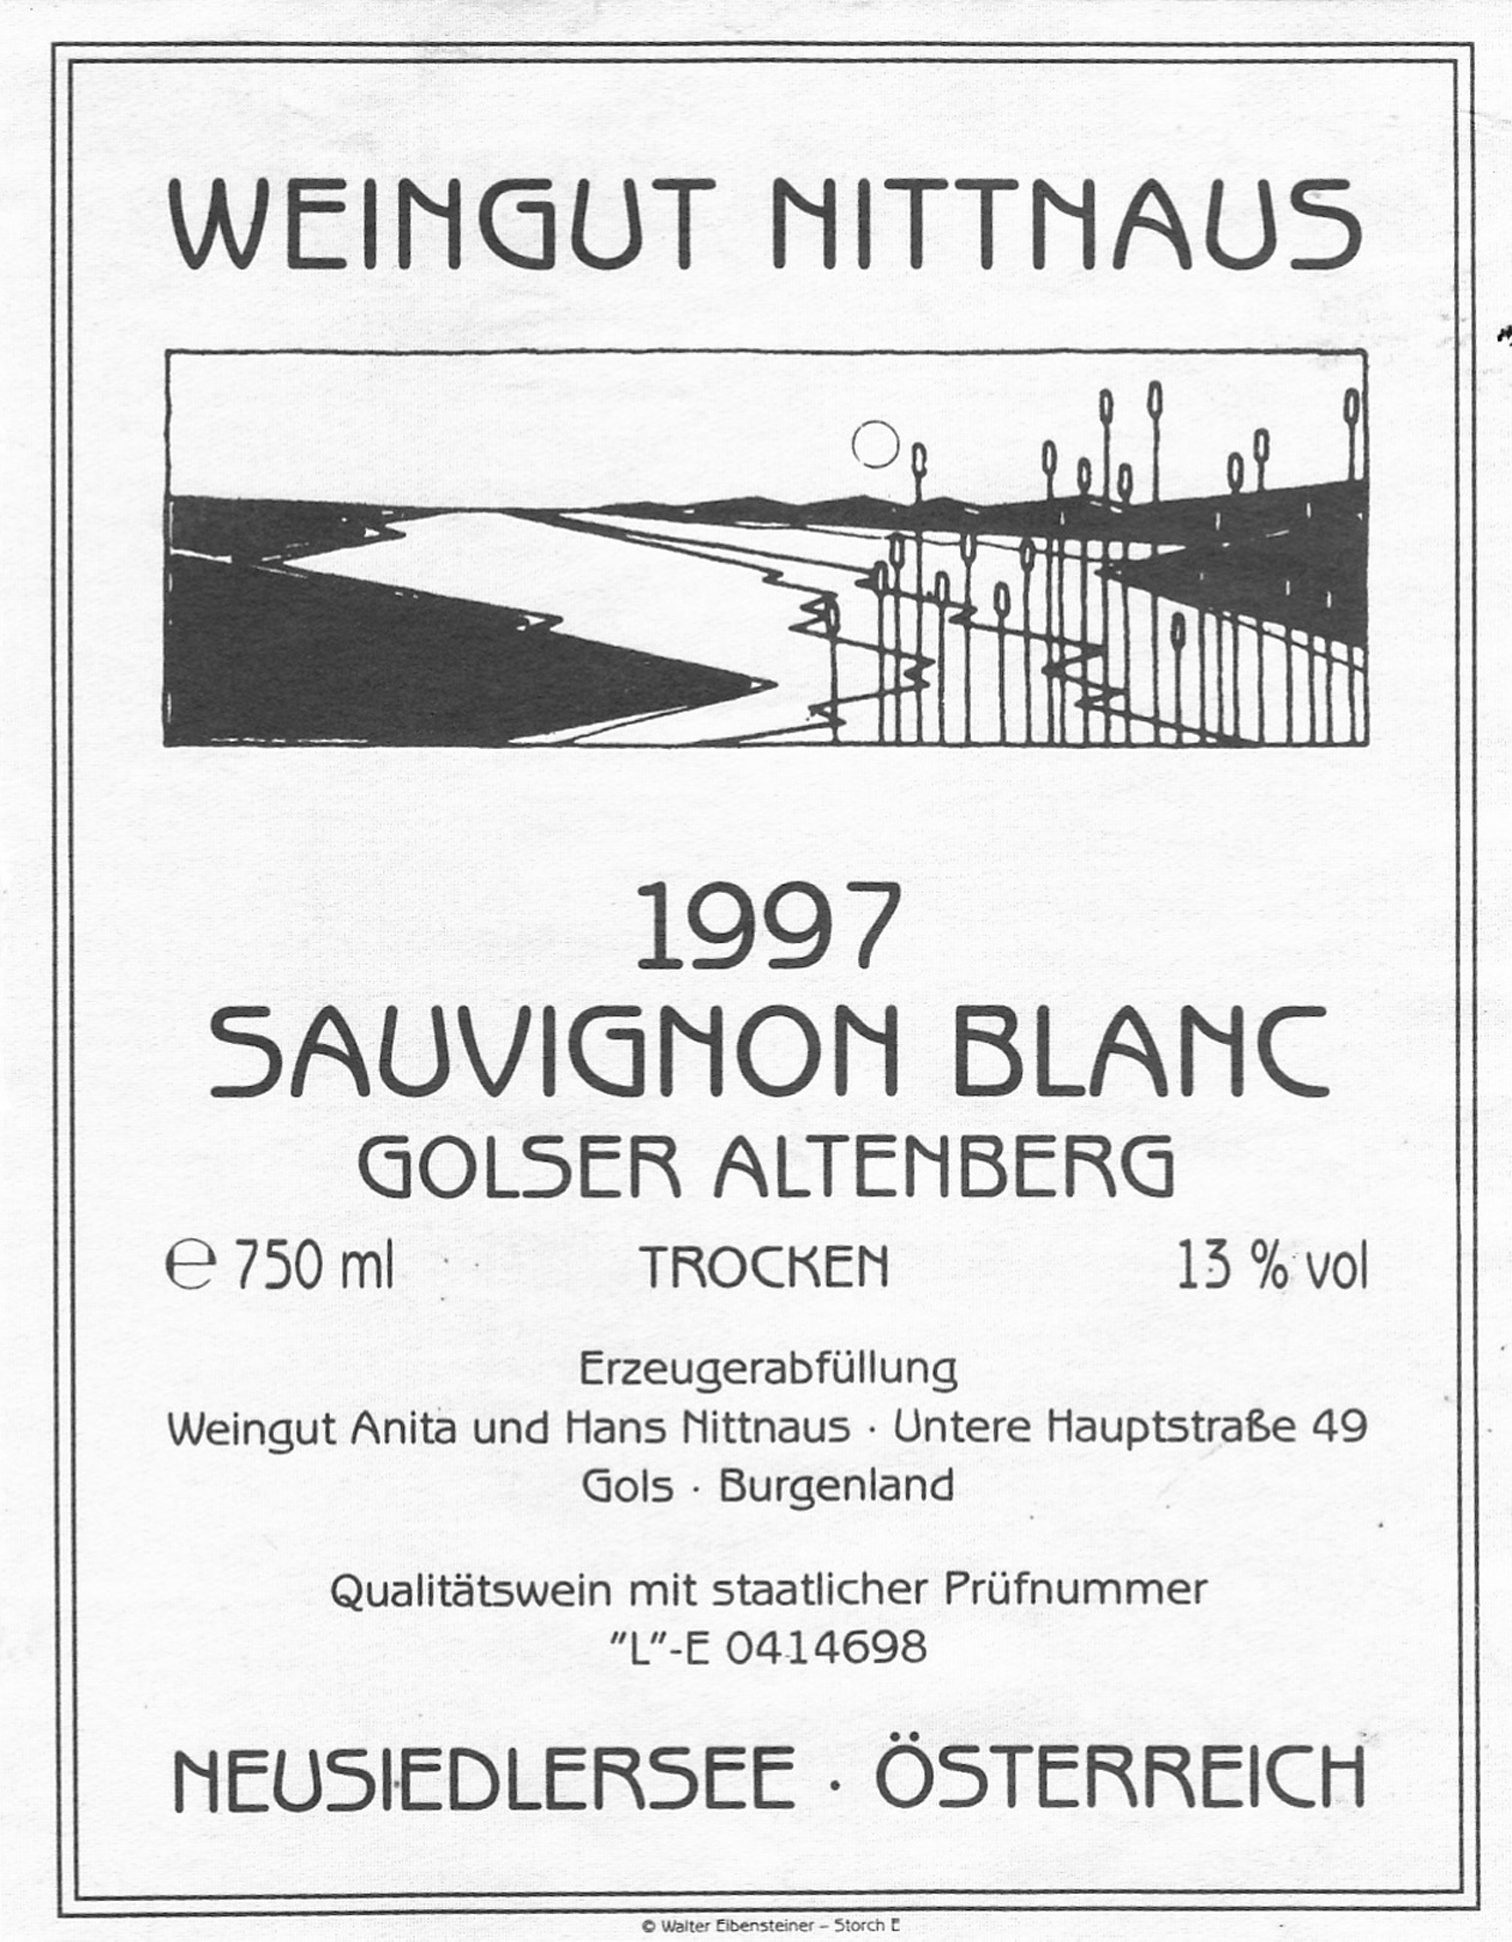 WEINGUT NITTNAUS
1997
SAUVIGNON BLANC
GOLSER ALTENBERG
℮ 750 ml TROCKEN 13 % vol
Erzeugerabfüllung
Weingut Anita und Hans Nittnaus · Untere Hauptstraße 49
Gols · Burgenland
Qualitätswein mit staatlicher Prüfnummer
"L"-E 0414698
NEUSIEDLERSEE · ÖSTERREICH
© Walter Eibensteiner – Storch E